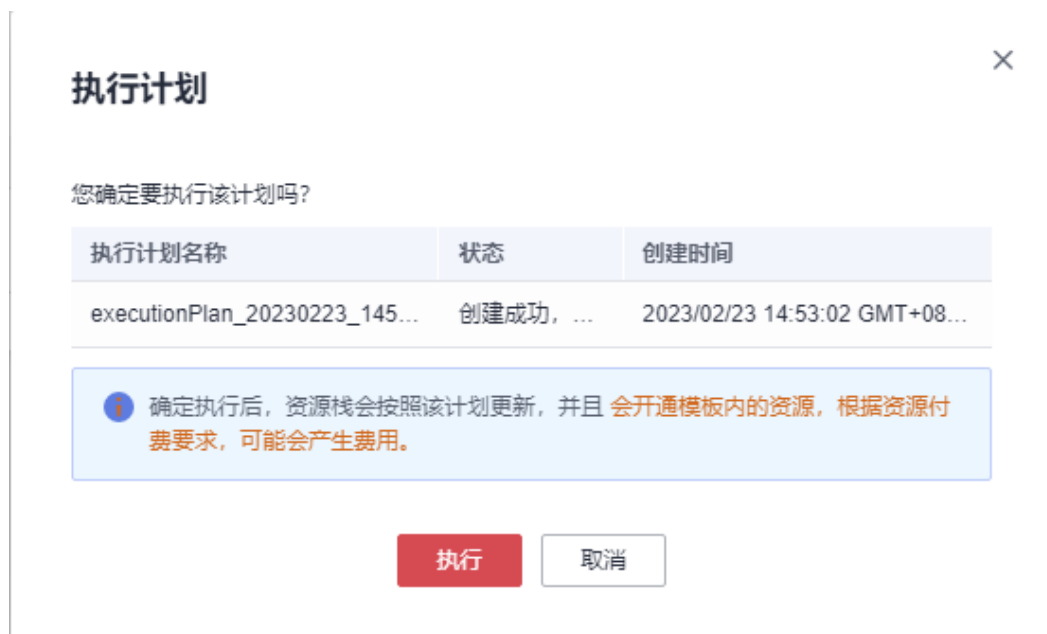 执行计划
您确定要执行该计划吗?
执行计划名称 状态 创建时间
executionPlan_20230223_145... 创建成功，... 2023/02/23 14:53:02 GMT+08...
确定执行后，资源栈会按照该计划更新，并且 会开通模板内的资源，根据资源付
费要求，可能会产生费用。
执行 取消